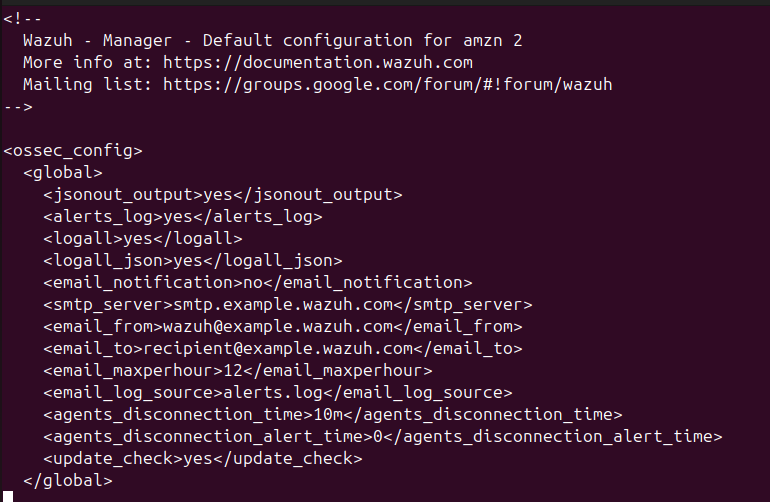 <!--
  Wazuh - Manager - Default configuration for amzn 2
  More info at: https://documentation.wazuh.com
  Mailing list: https://groups.google.com/forum/#!forum/wazuh
-->

<ossec_config>
  <global>
    <jsonout_output>yes</jsonout_output>
    <alerts_log>yes</alerts_log>
    <logall>yes</logall>
    <logall_json>yes</logall_json>
    <email_notification>no</email_notification>
    <smtp_server>smtp.example.wazuh.com</smtp_server>
    <email_from>wazuh@example.wazuh.com</email_from>
    <email_to>recipient@example.wazuh.com</email_to>
    <email_maxperhour>12</email_maxperhour>
    <email_log_source>alerts.log</email_log_source>
    <agents_disconnection_time>10m</agents_disconnection_time>
    <agents_disconnection_alert_time>0</agents_disconnection_alert_time>
    <update_check>yes</update_check>
  </global>